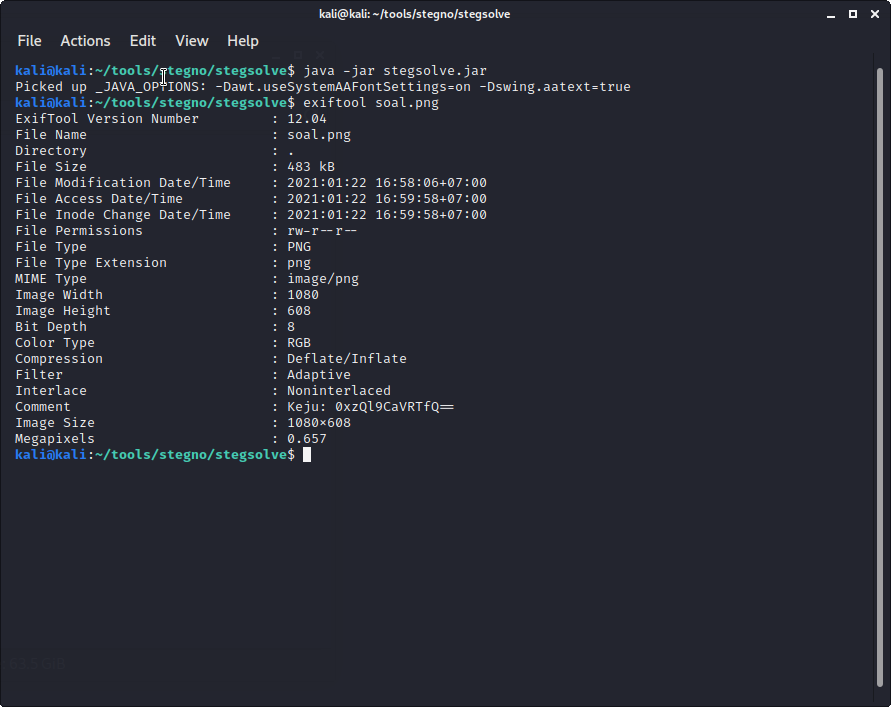 kali@kali: ~/tools/stegno/stegsolve
File Actions Edit View Help
kali@kali:~/tools/stegno/stegsolve$ java -jar stegsolve.jar
Picked up _JAVA_OPTIONS: -Dawt.useSystemAAFontSettings=on -Dswing.aatext=true
kali@kali:~/tools/stegno/stegsolve$ exiftool soal.png
ExifTool Version Number : 12.04
File Name : soal.png
Directory : .
File Size : 483 kB
File Modification Date/Time : 2021:01:22 16:58:06+07:00
File Access Date/Time : 2021:01:22 16:59:58+07:00
File Inode Change Date/Time : 2021:01:22 16:59:58+07:00
File Permissions : rw-r--r--
File Type : PNG
File Type Extension : png
MIME Type : image/png
Image Width : 1080
Image Height : 608
Bit Depth : 8
Color Type : RGB
Compression : Deflate/Inflate
Filter : Adaptive
Interlace : Noninterlaced
Comment : Keju: 0xzQl9CaVRTfQ==
Image Size : 1080×608
Megapixels : 0.657
kali@kali:~/tools/stegno/stegsolve$